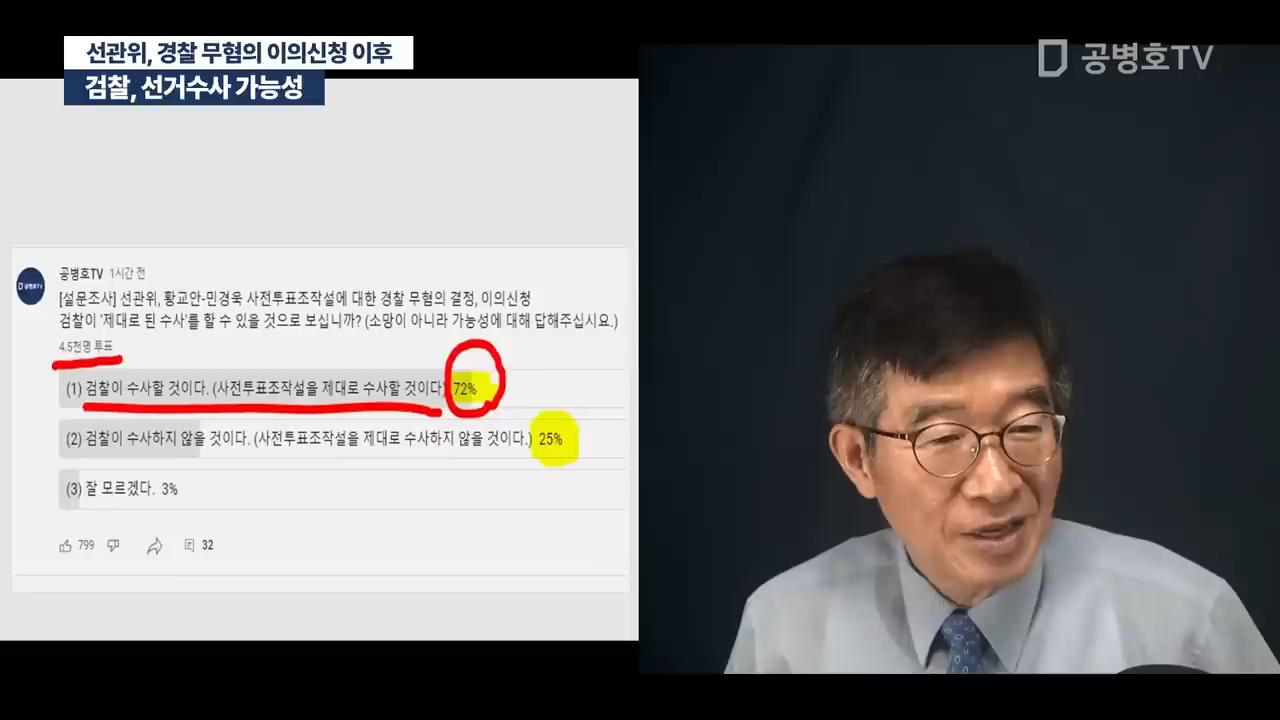 선관위, 경찰 무혐의 이의신청 이후
검찰, 선거수사 가능성
공병호TV
공병호TV
공병호TV 1시간 전
[설문조사] 선관위, 황교안-민경욱 사전투표조작설에 대한 경찰 무혐의 결정, 이의신청
검찰이 '제대로 된 수사'를 할 수 있을 것으로 보십니까? (소망이 아니라 가능성에 대해 답해주십시요.)
4.5천명 투표
(1) 검찰이 수사할 것이다. (사전투표조작설을 제대로 수사할 것이다) 72%
(2) 검찰이 수사하지 않을 것이다. (사전투표조작설을 제대로 수사하지 않을 것이다.) 25%
(3) 잘 모르겠다. 3%
799 32